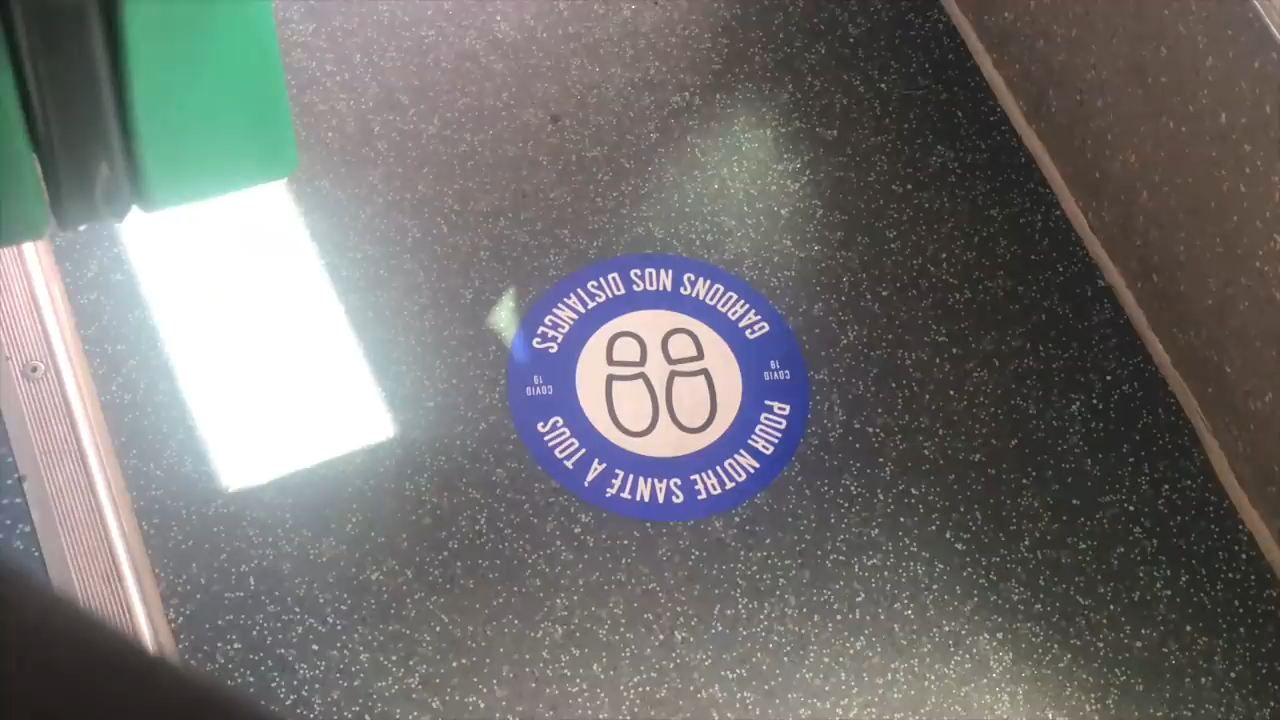 POUR NOTRE SANTÉ À TOUS
COVID
19
COVID
19
GARDONS NOS DISTANCES